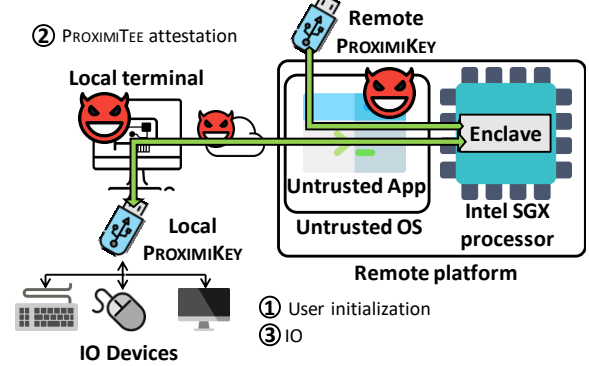 ② PROXIMITEE attestation
Remote
PROXIMIKEY
Local terminal
Enclave
Untrusted App
Untrusted OS
Intel SGX
processor
Remote platform
Local
PROXIMIKEY
① User initialization
③ IO
IO Devices